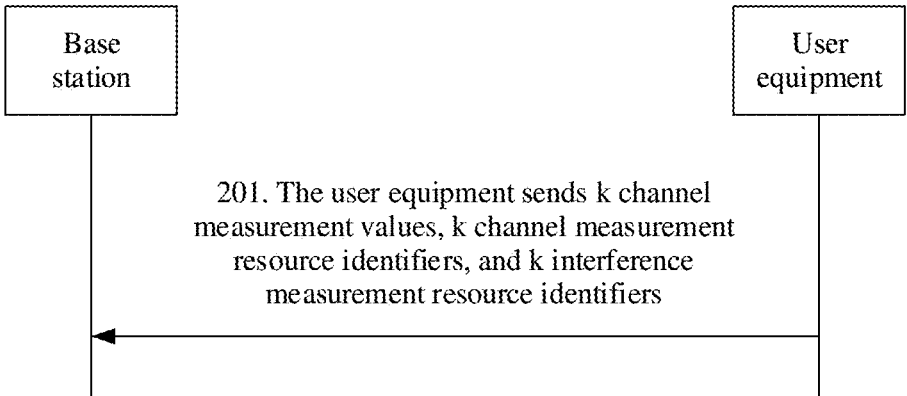 Base
station
User
equipment
201. The user equipment sends k channel
measurement values, k channel measurement
resource identifiers, and k interference
measurement resource identifiers